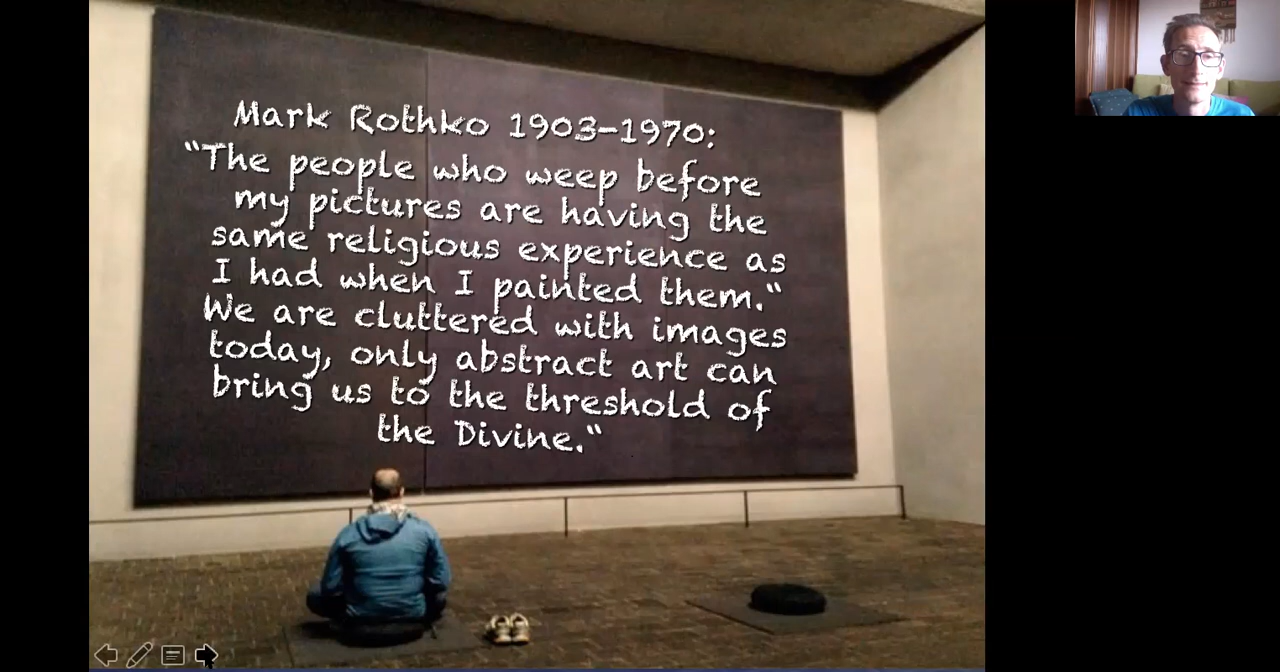 Mark Rothko 1903-1970:
“The people who weep before
my pictures are having the
same religious experience as
I had when I painted them.“
We are cluttered with images
today, only abstract art can
bring us to the threshold of
the Divine.“